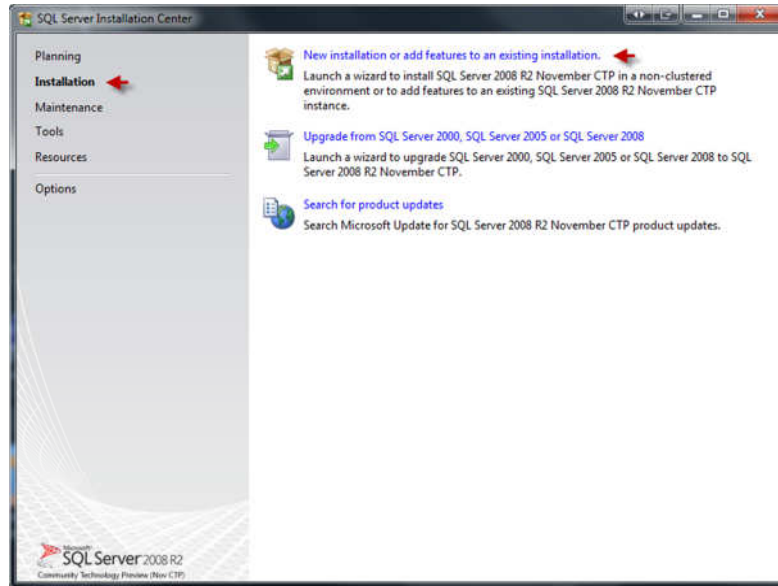 SQL Server Installation Center
Planning
Installation
Maintenance
Tools
Resources
Options
New installation or add features to an existing installation.
Launch a wizard to install SQL Server 2008 R2 November CTP in a non-clustered
environment or to add features to an existing SQL Server 2008 R2 November CTP
instance.
Upgrade from SQL Server 2000, SQL Server 2005 or SQL Server 2008
Launch a wizard to upgrade SQL Server 2000, SQL Server 2005 or SQL Server 2008 to SQL
Server 2008 R2 November CTP.
Search for product updates
Search Microsoft Update for SQL Server 2008 R2 November CTP product updates.
Microsoft
SQL Server 2008 R2
Community Technology Preview (Nov CTP)